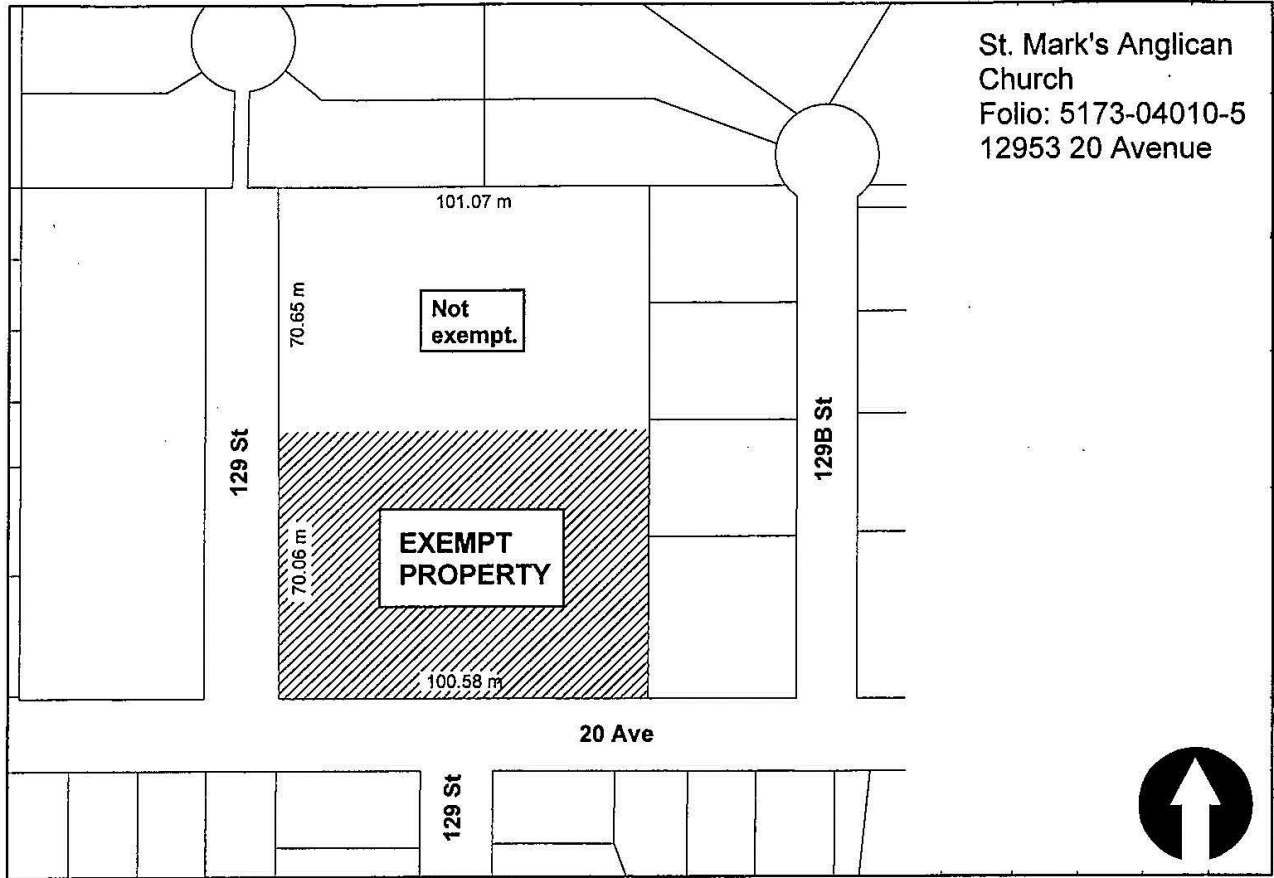 St. Mark's Anglican
Church
Folio: 5173-04010-5
12953 20 Avenue
101.07 m
70.65 m
Not
exempt.
129 St
129B St
70.06 m
EXEMPT
PROPERTY
100.58 m
20 Ave
129 St